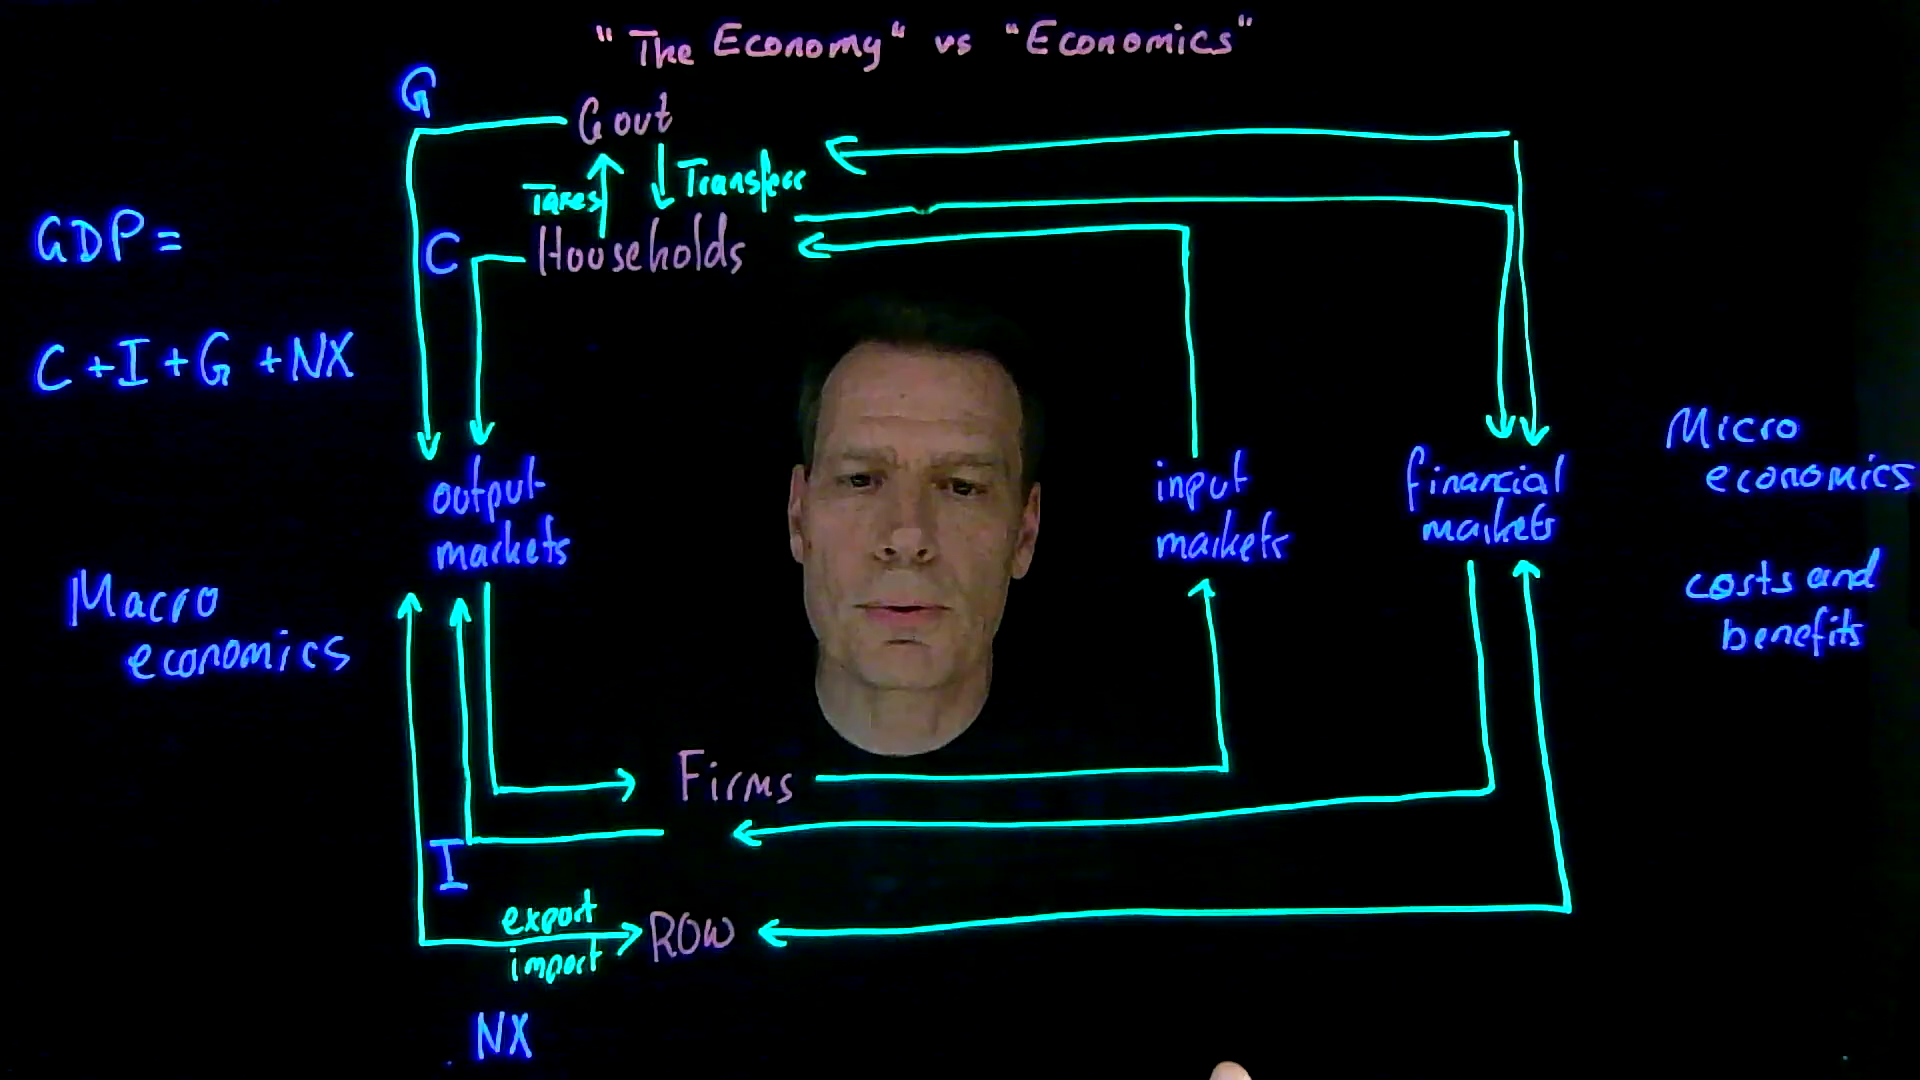 "The Economy" vs "Economics"
G
Gout
Taxes
Transfers
GDP =
C
Households
C + I + G + NX
output
markets
input
markets
financial
markets
Micro
economics
costs and
benefits
Macro
economics
Firms
I
export
import
ROW
NX